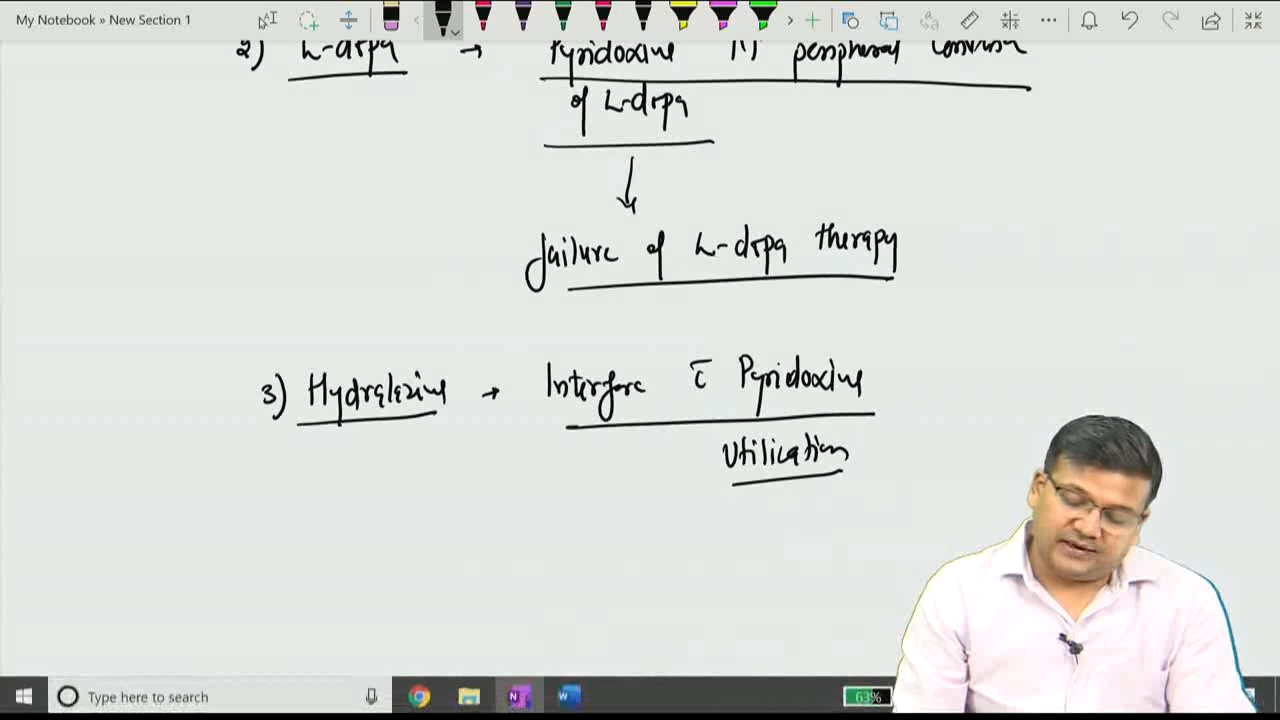 My Notebook » New Section 1
2) L-dopa → Pyridoxine (↑) peripheral
of L-dopa
↓
failure of L-dopa therapy
3) Hydralazine → Interfere c̄ Pyridoxine
Utilization
Type here to search
63%